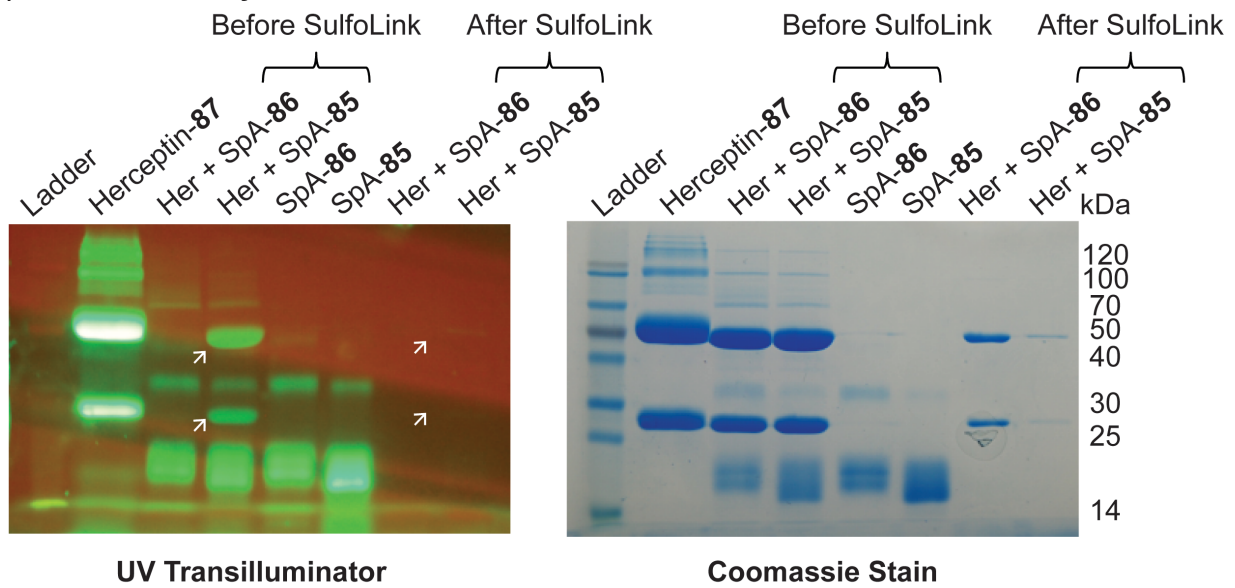 Before SulfoLink After SulfoLink Before SulfoLink After SulfoLink
Ladder
Herceptin-87
Her + SpA-86
Her + SpA-85
SpA-86
SpA-85
Her + SpA-86
Her + SpA-85
Ladder
Herceptin-87
Her + SpA-86
Her + SpA-85
SpA-86
SpA-85
Her + SpA-86
Her + SpA-85
kDa
120
100
70
50
40
30
25
14
UV Transilluminator Coomassie Stain